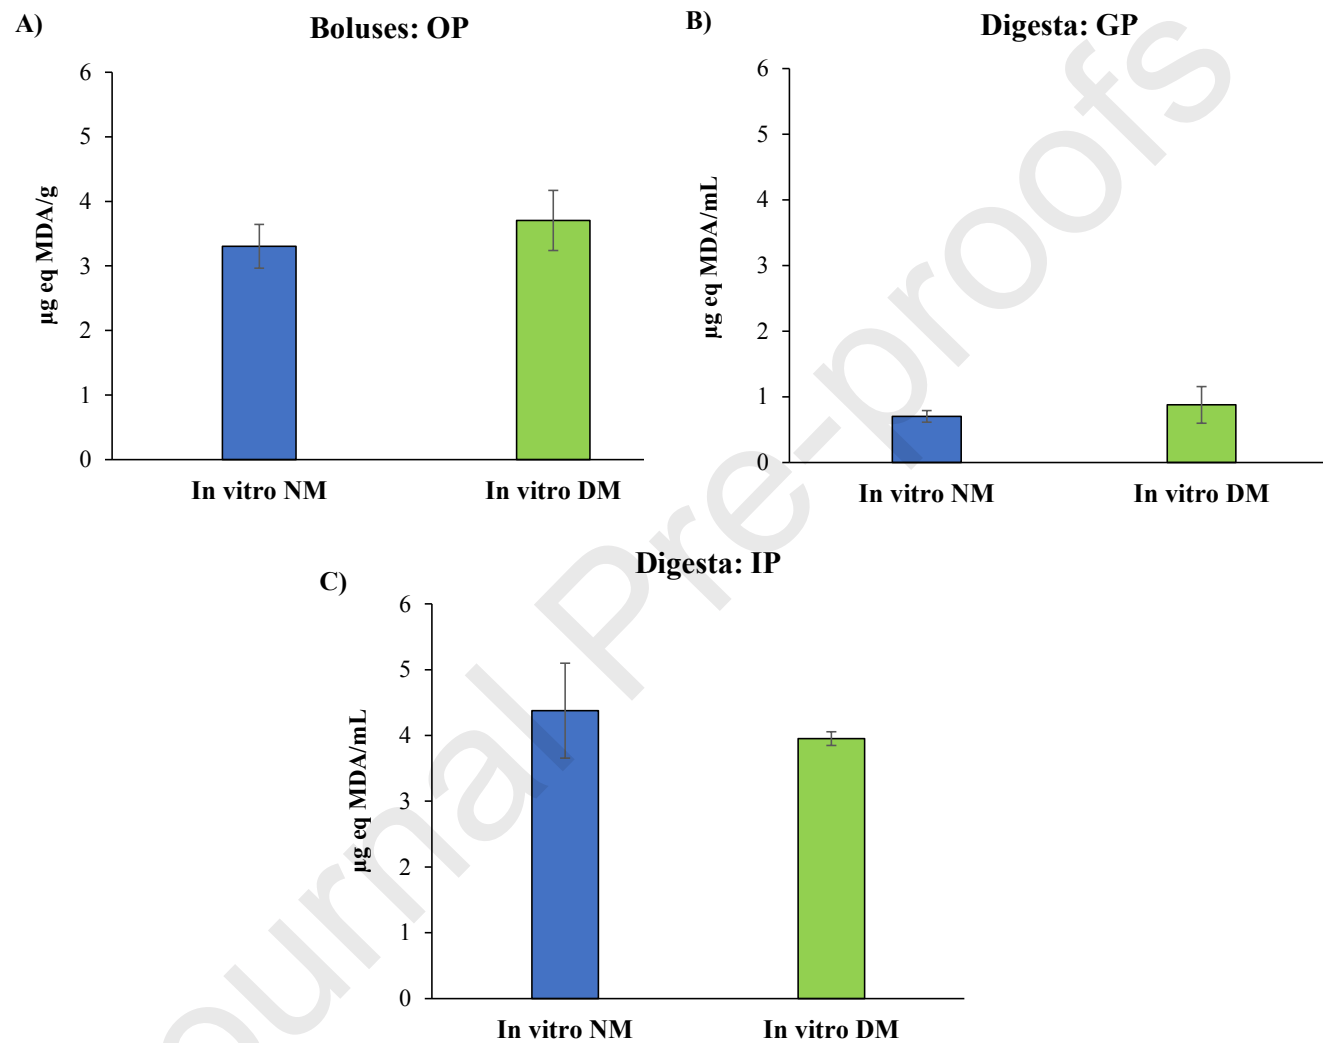 A)
Boluses: OP
6
5
4
3
2
1
0
µg eq MDA/g
In vitro NM
In vitro DM
B)
Digesta: GP
6
5
4
3
2
1
0
µg eq MDA/mL
In vitro NM
In vitro DM
C)
Digesta: IP
6
5
4
3
2
1
0
µg eq MDA/mL
In vitro NM
In vitro DM
Journal Pre-proofs